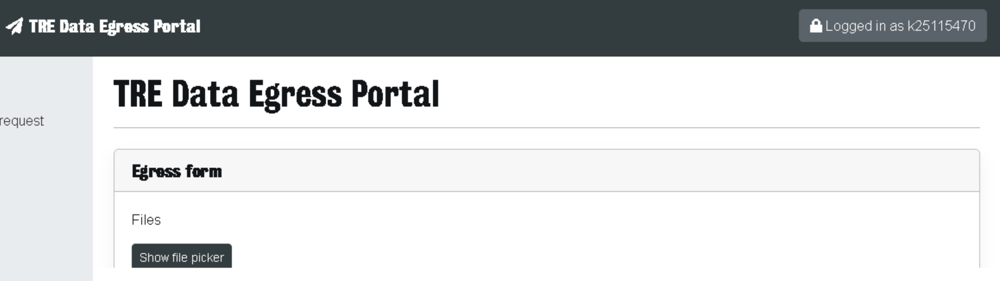 TRE Data Egress Portal
Logged in as k25115470
TRE Data Egress Portal
request
Egress form
Files
Show file picker